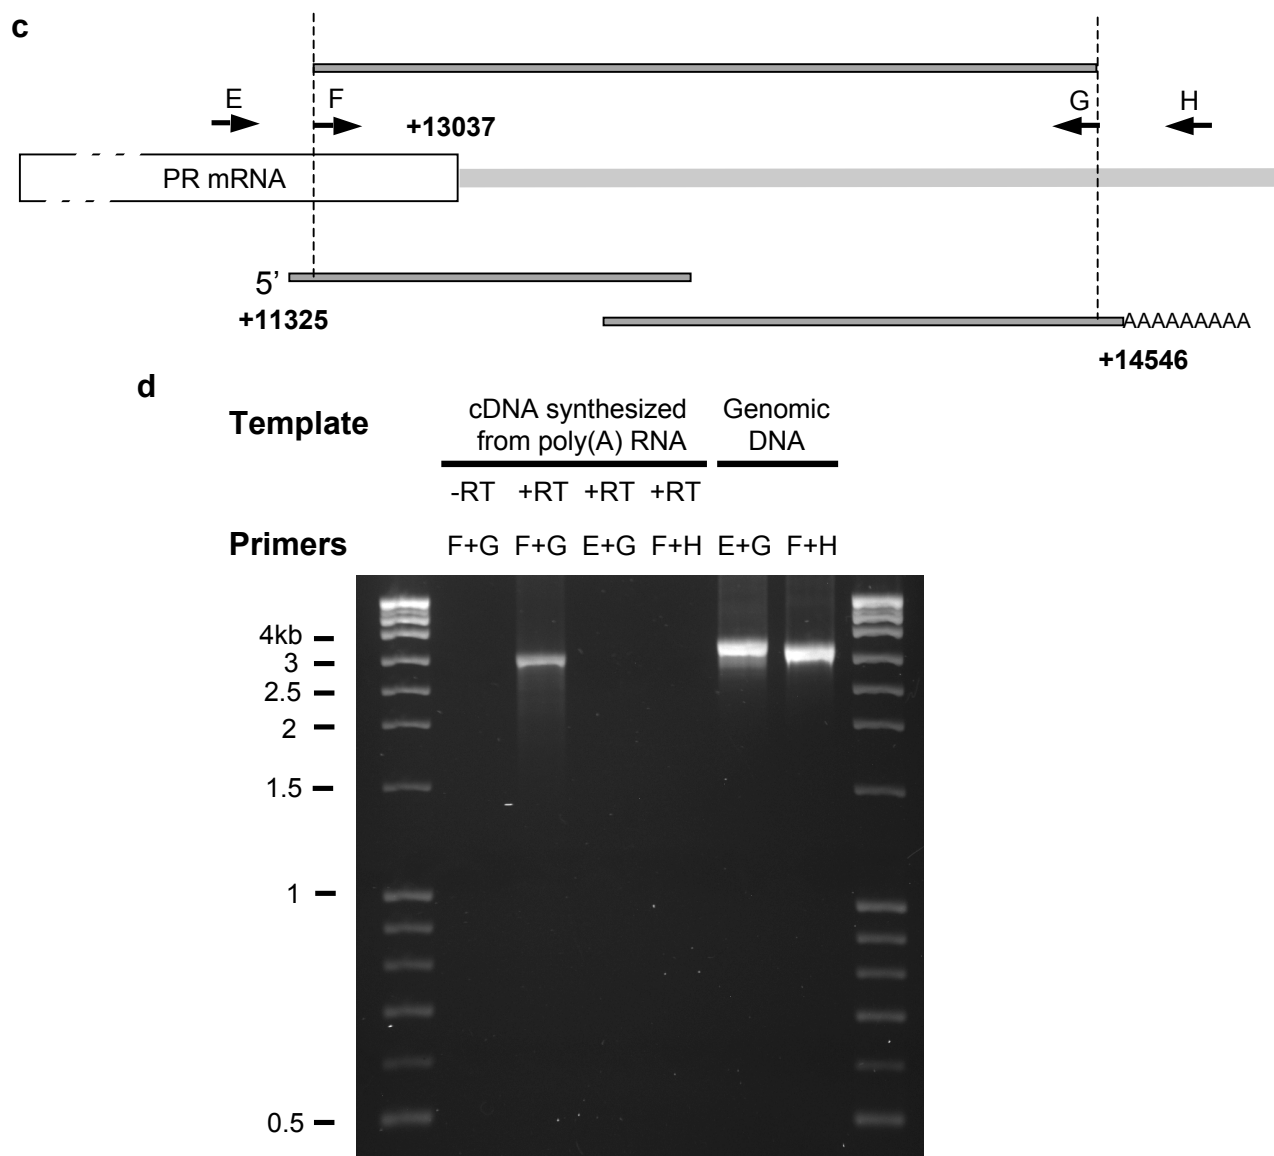 c
E
F
G
H
+13037
PR mRNA
5’
+11325
AAAAAAAAA
+14546
d
Template
cDNA synthesized
from poly(A) RNA
Genomic
DNA
-RT +RT +RT +RT
Primers
F+G F+G E+G F+H E+G F+H
4kb
3
2.5
2
1.5
1
0.5